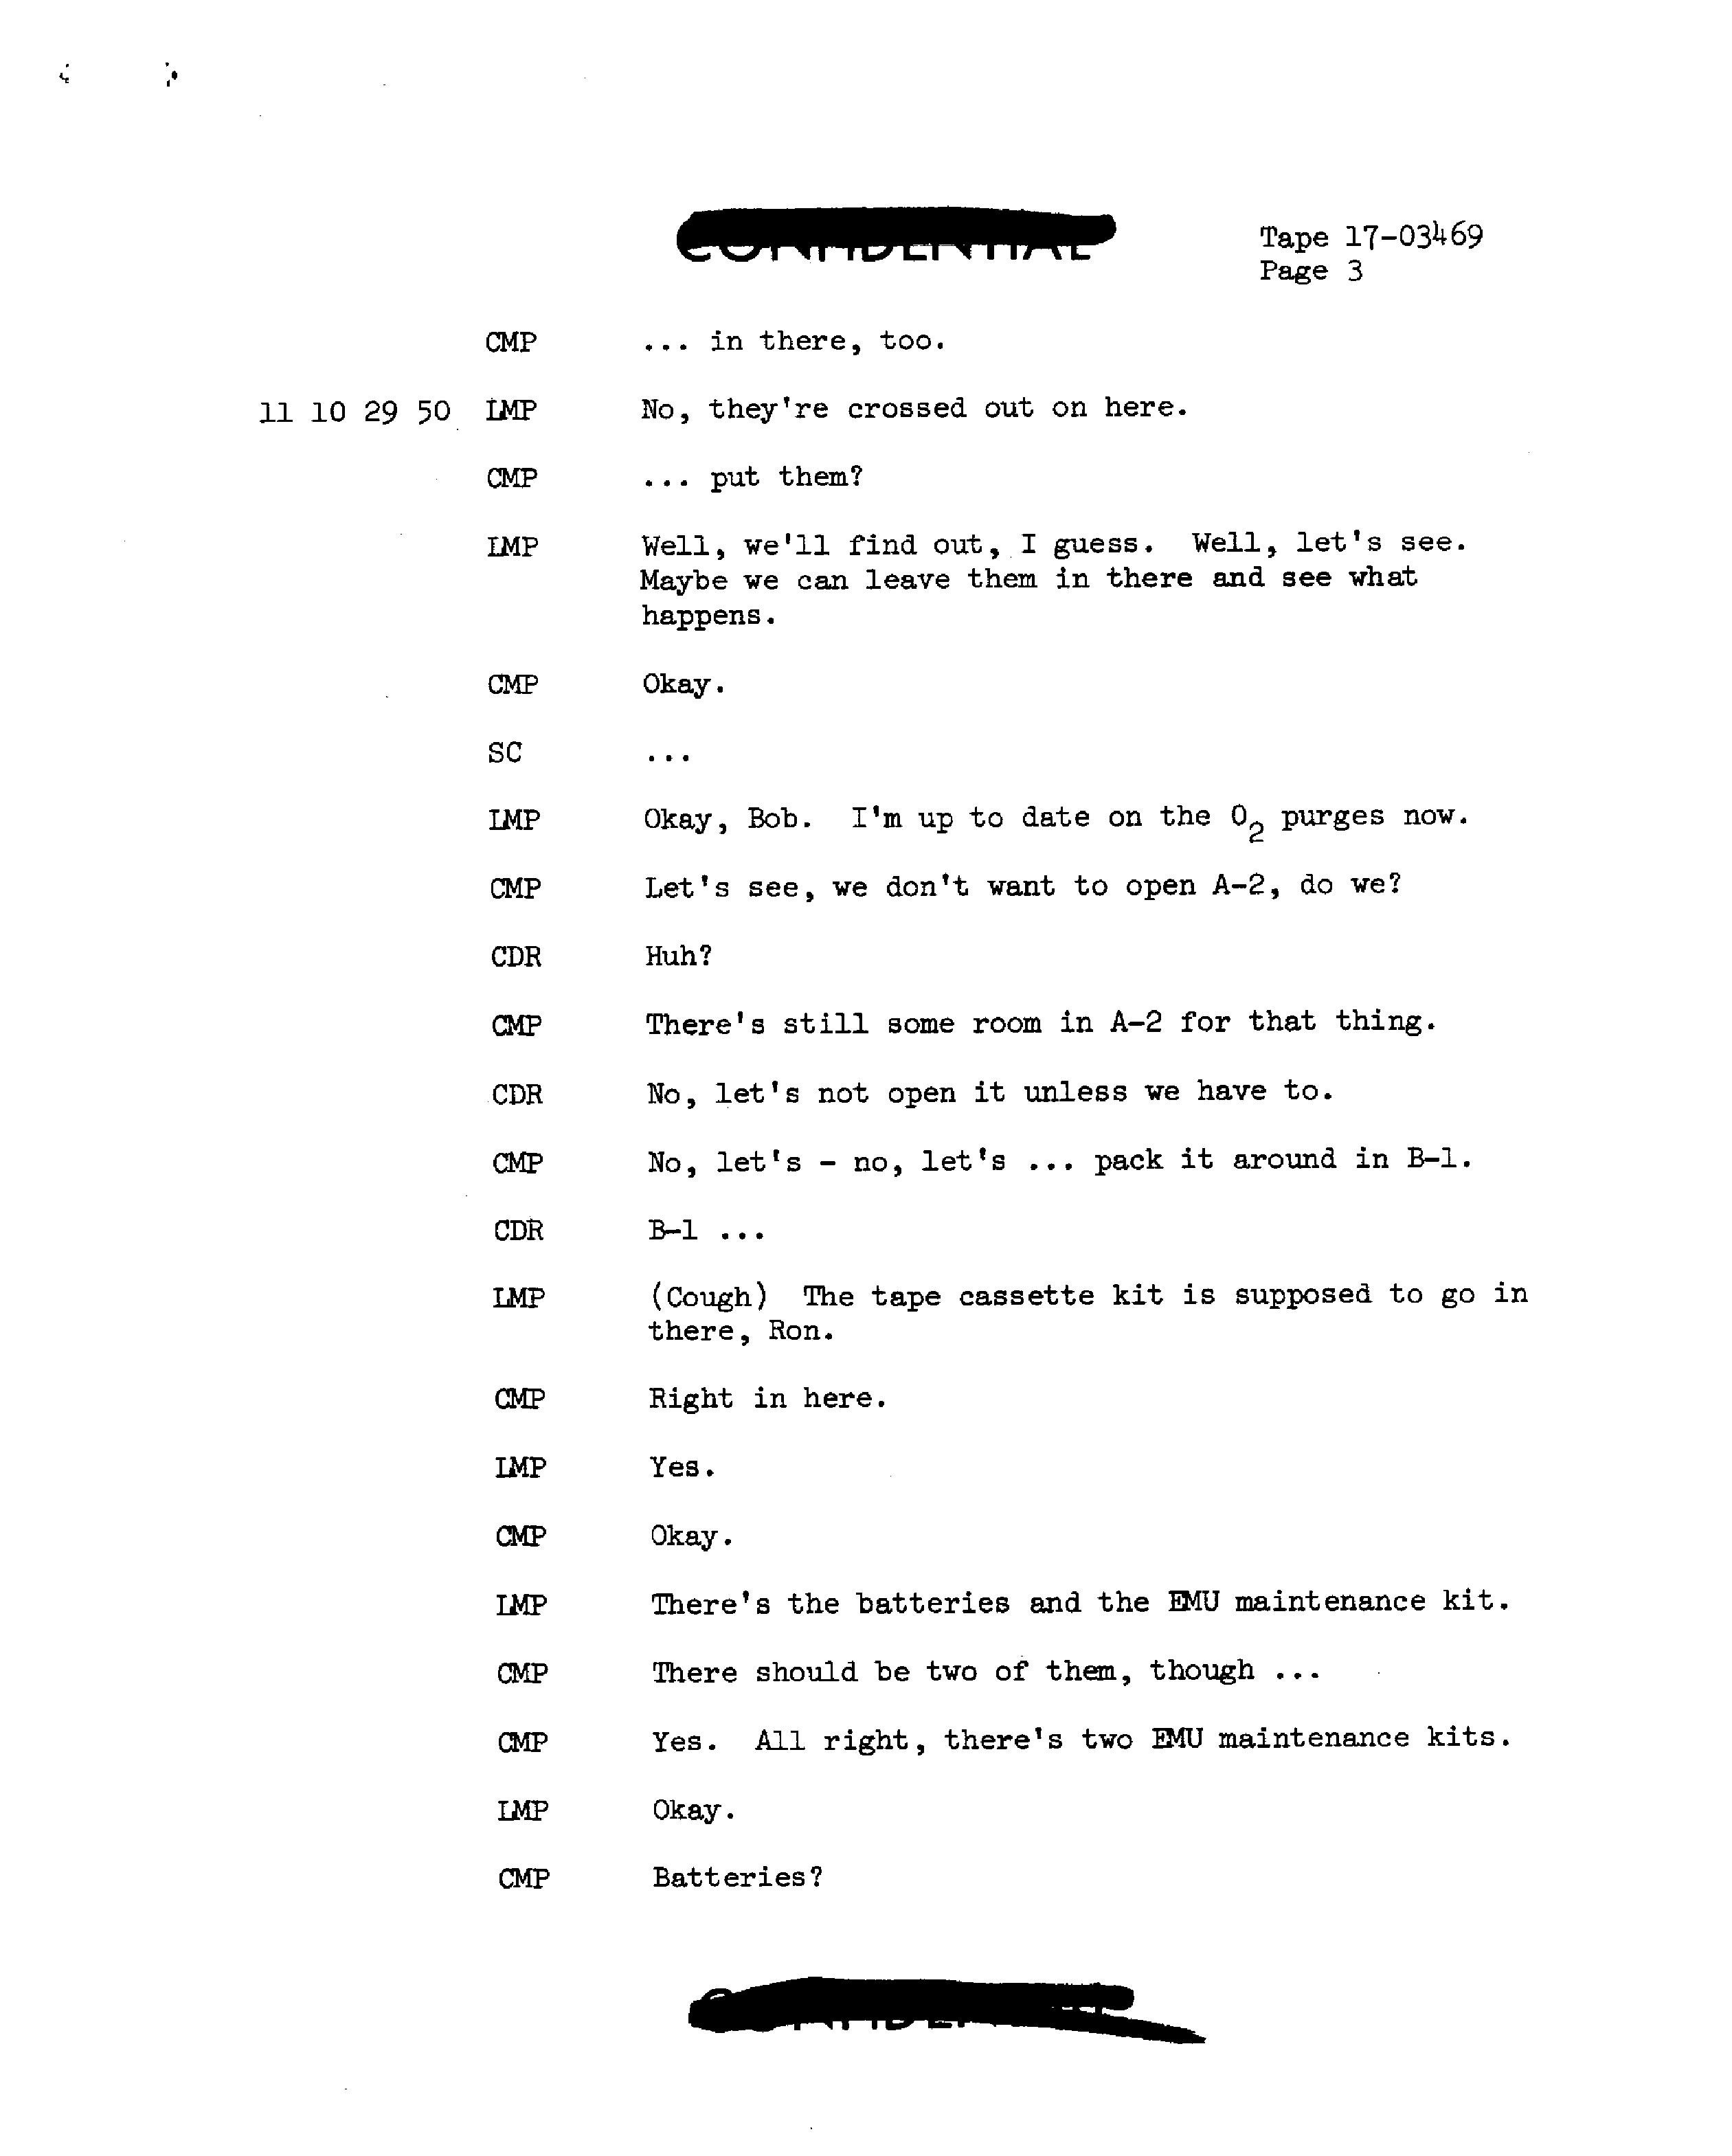 CONFIDENTIAL
Tape 17-03469
Page 3
CMP ... in there, too.
11 10 29 50 LMP No, they're crossed out on here.
CMP ... put them?
LMP Well, we'll find out, I guess. Well, let's see.
Maybe we can leave them in there and see what
happens.
CMP Okay.
SC ...
LMP Okay, Bob. I'm up to date on the O2 purges now.
CMP Let's see, we don't want to open A-2, do we?
CDR Huh?
CMP There's still some room in A-2 for that thing.
CDR No, let's not open it unless we have to.
CMP No, let's - no, let's ... pack it around in B-1.
CDR B-1 ...
LMP (Cough) The tape cassette kit is supposed to go in
there, Ron.
CMP Right in here.
LMP Yes.
CMP Okay.
LMP There's the batteries and the EMU maintenance kit.
CMP There should be two of them, though ...
CMP Yes. All right, there's two EMU maintenance kits.
LMP Okay.
CMP Batteries?